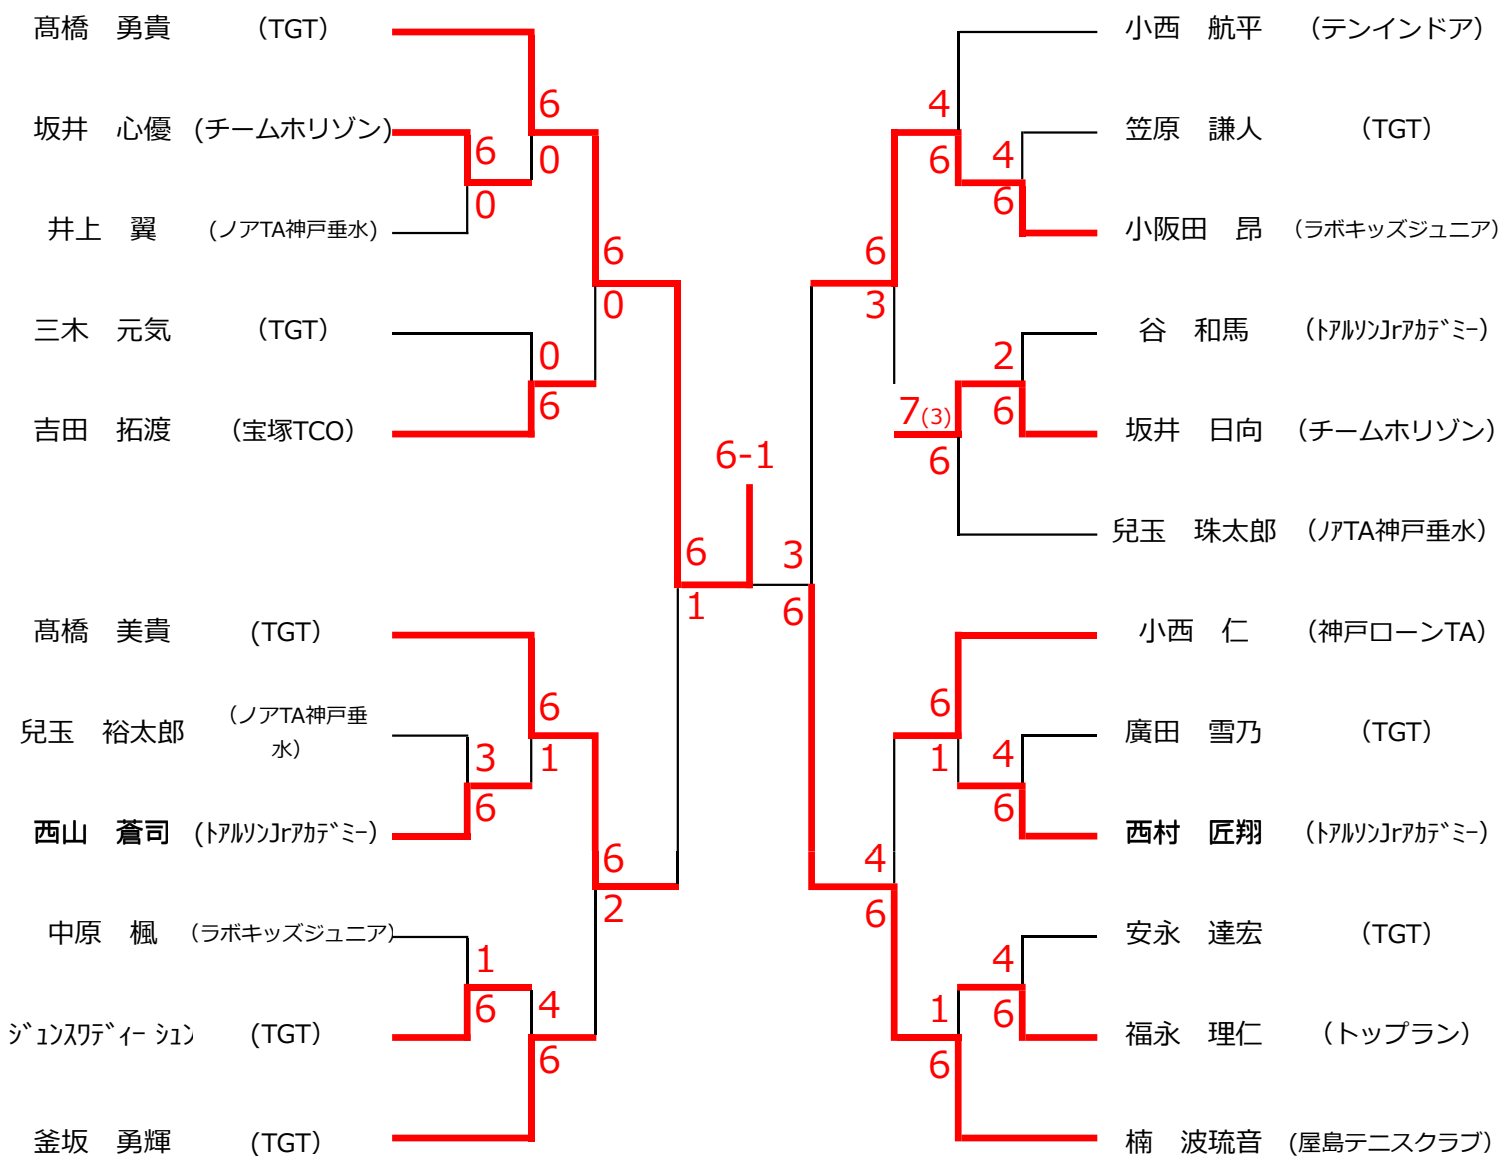 髙橋　勇貴　(TGT)
6
坂井　心優　(チームホリゾン)
6
0
0
井上　翼　(ノアTA神戸垂水)
6
0
三木　元気　(TGT)
0
吉田　拓渡　(宝塚TCO)
6
6-1
6
1
髙橋　美貴　(TGT)
6
兒玉　裕太郎　(ノアTA神戸垂
水)
3
1
西山　蒼司　(ﾄｱﾙｿﾝJrｱｶﾃﾞﾐｰ)
6
6
2
中原　楓　(ラボキッズジュニア)
1
ｼﾞｭﾝｽﾜﾃﾞｨｰ ｼｭﾝ　(TGT)
6
4
6
釜坂　勇輝　(TGT)
小西　航平　(テンインドア)
4
笠原　謙人　(TGT)
6
4
小阪田　昂　(ラボキッズジュニア)
6
6
3
谷　和馬　(ﾄｱﾙｿﾝJrｱｶﾃﾞﾐｰ)
2
坂井　日向　(チームホリゾン)
7(3)
6
6
兒玉　珠太郎　(ﾉｱTA神戸垂水)
3
6
小西　仁　(神戸ローンTA)
6
廣田　雪乃　(TGT)
1
4
西村　匠翔　(ﾄｱﾙｿﾝJrｱｶﾃﾞﾐｰ)
6
4
6
安永　達宏　(TGT)
4
福永　理仁　(トップラン)
1
6
6
楠　波琉音　(屋島テニスクラブ)